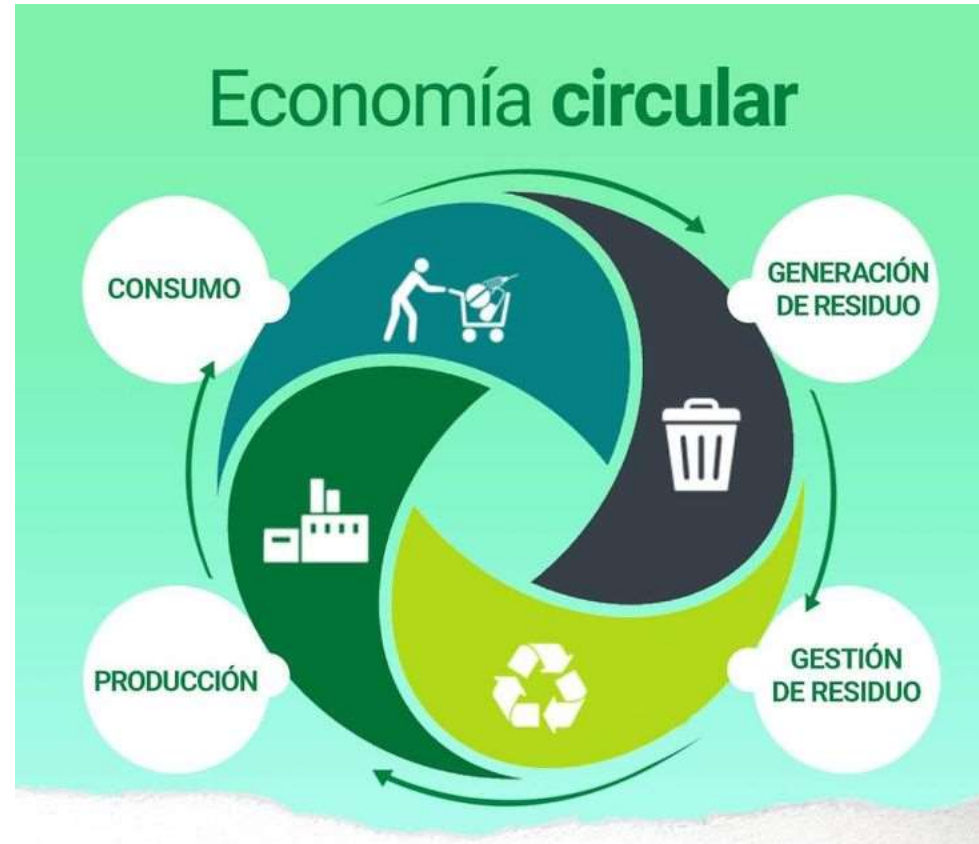 Economía circular
CONSUMO
GENERACIÓN
DE RESIDUO
PRODUCCIÓN
GESTIÓN
DE RESIDUO